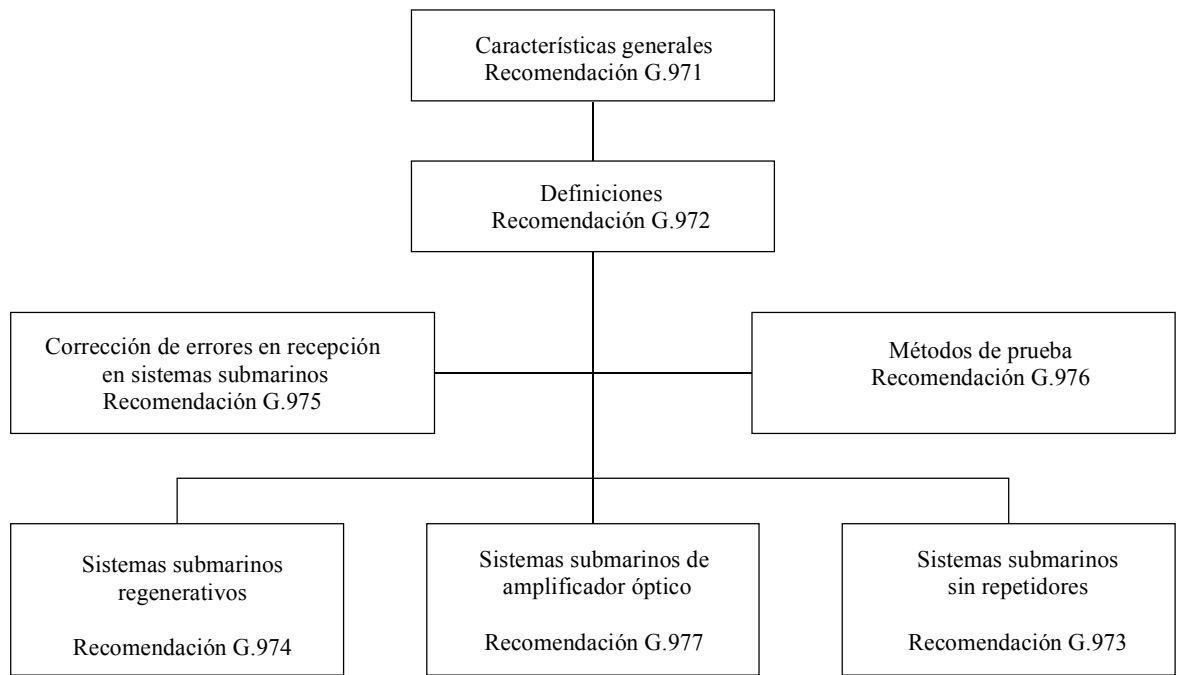 Características generales
Recomendación G.971
Definiciones
Recomendación G.972
Corrección de errores en recepción
en sistemas submarinos
Recomendación G.975
Métodos de prueba
Recomendación G.976
Sistemas submarinos
regenerativos
Recomendación G.974
Sistemas submarinos de
amplificador óptico
Recomendación G.977
Sistemas submarinos
sin repetidores
Recomendación G.973